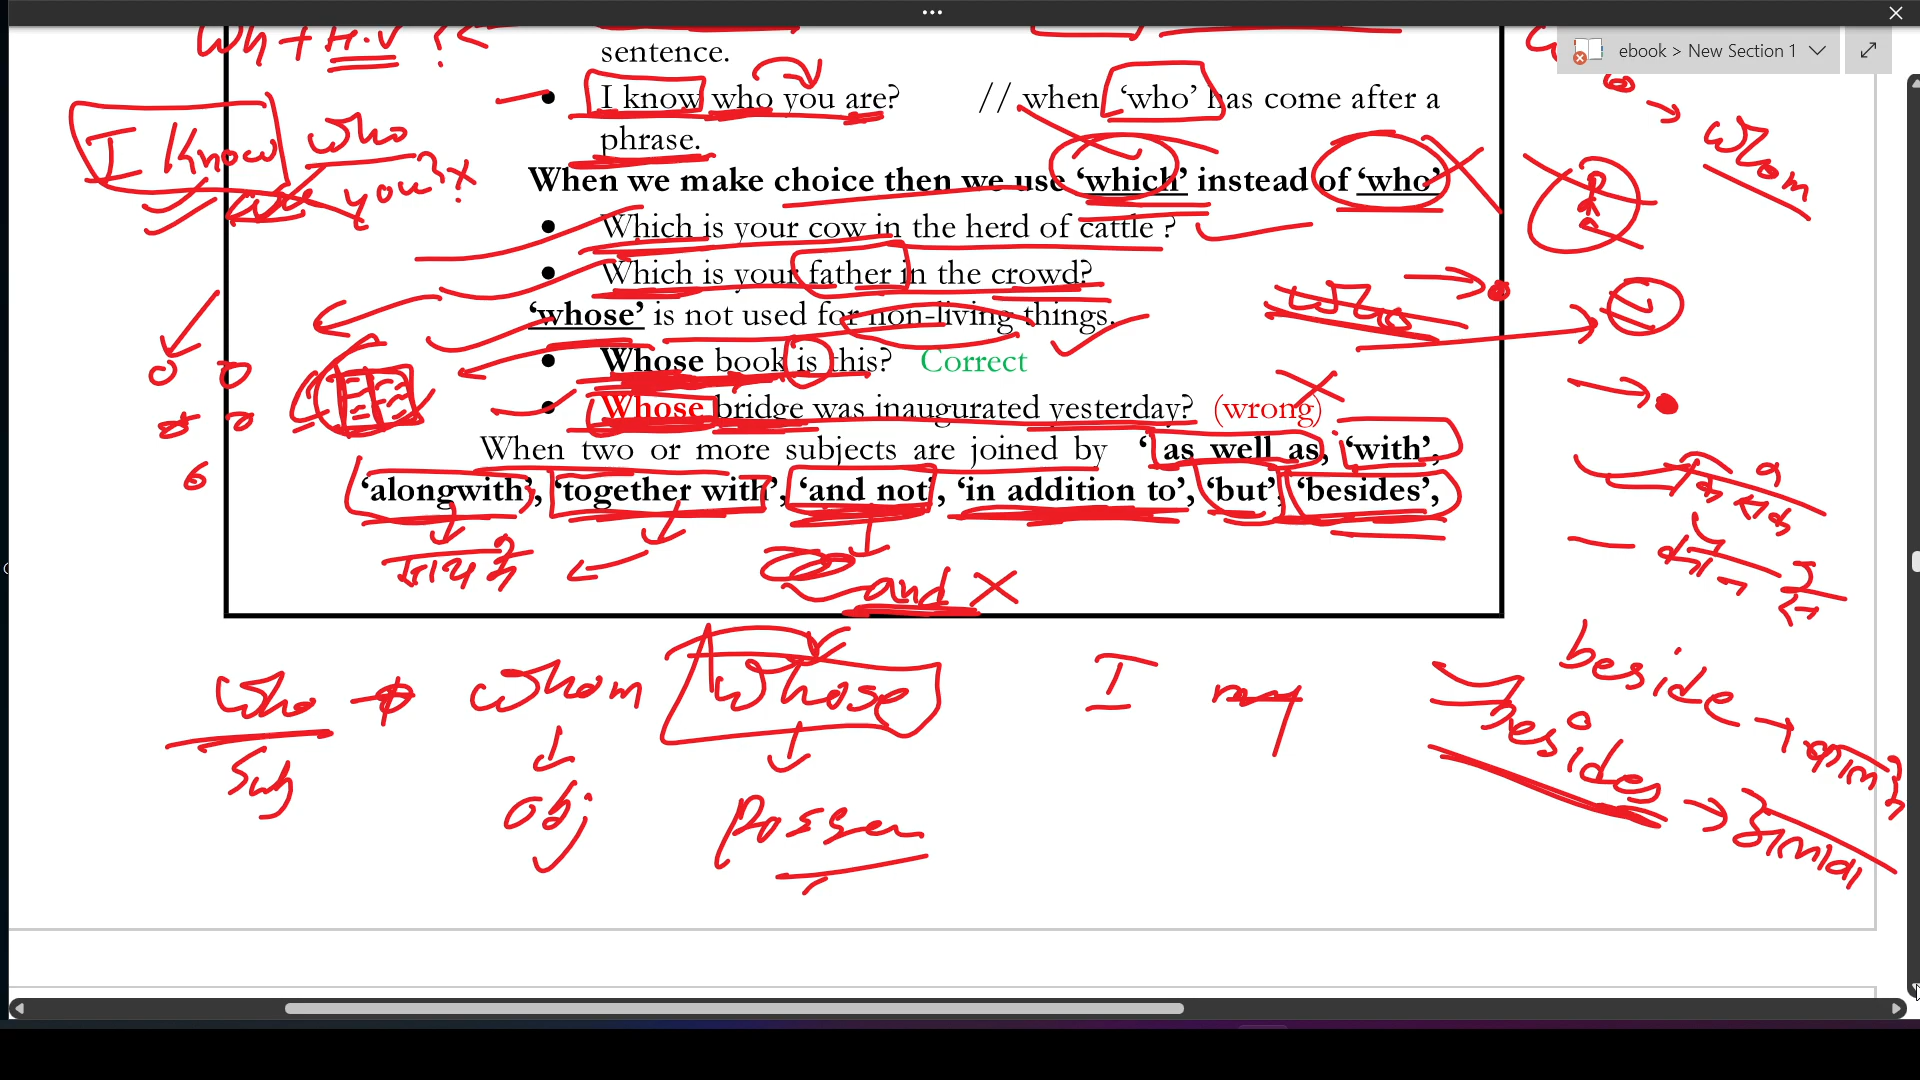 ebook > New Section 1
Wh + H.V ?
sentence.
• I know who you are? // when ‘who’ has come after a
phrase.
I know who
are you? X
whom
When we make choice then we use ‘which’ instead of ‘who’
• Which is your cow in the herd of cattle ?
• Which is your father in the crowd?
‘whose’ is not used for non-living things.
who
• Whose book is this? Correct
• Whose bridge was inaugurated yesterday? (wrong)
When two or more subjects are joined by ‘ as well as, ‘with’,
‘alongwith’, ‘together with’, ‘and not’, ‘in addition to’, ‘but’, ‘besides’,
and X
who → whom whose I my beside →
Sub obj possess besides →